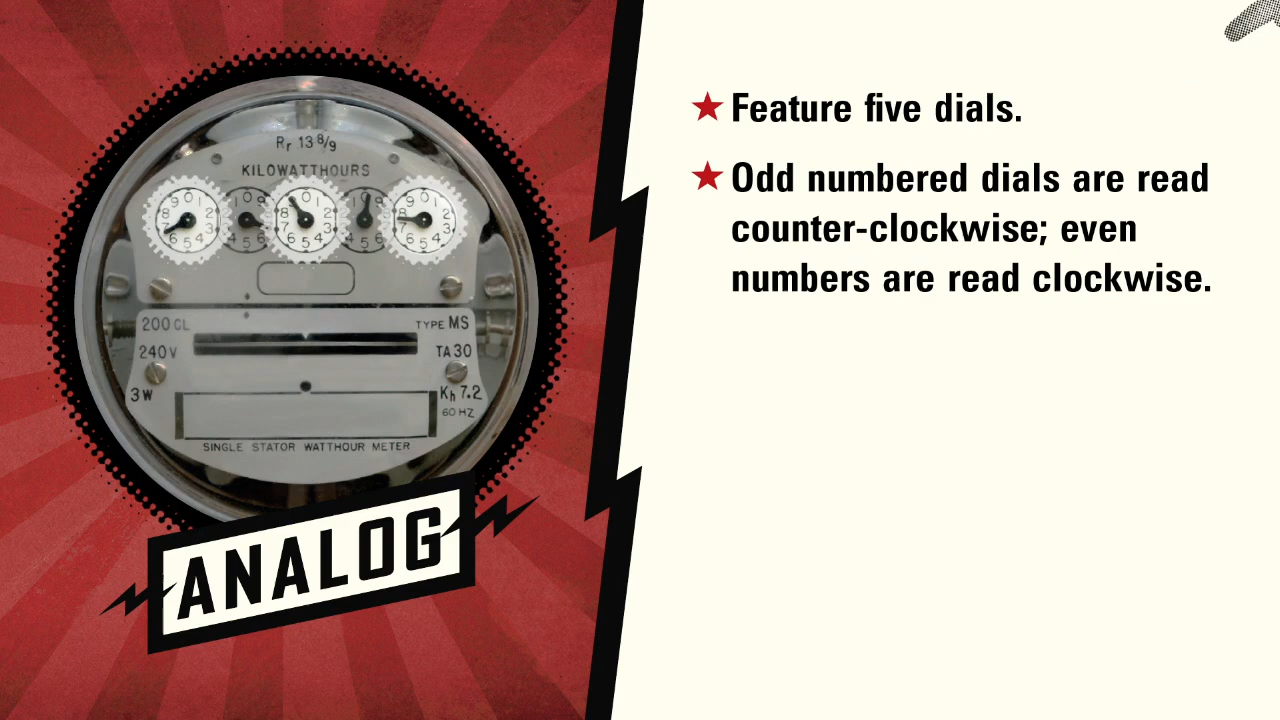 Rr 13 8/9
KILOWATTHOURS
200 CL
TYPE MS
240 V
TA 30
3 W
Kh 7.2
60 HZ
SINGLE STATOR WATTHOUR METER
ANALOG
★ Feature five dials.
★ Odd numbered dials are read
counter-clockwise; even
numbers are read clockwise.